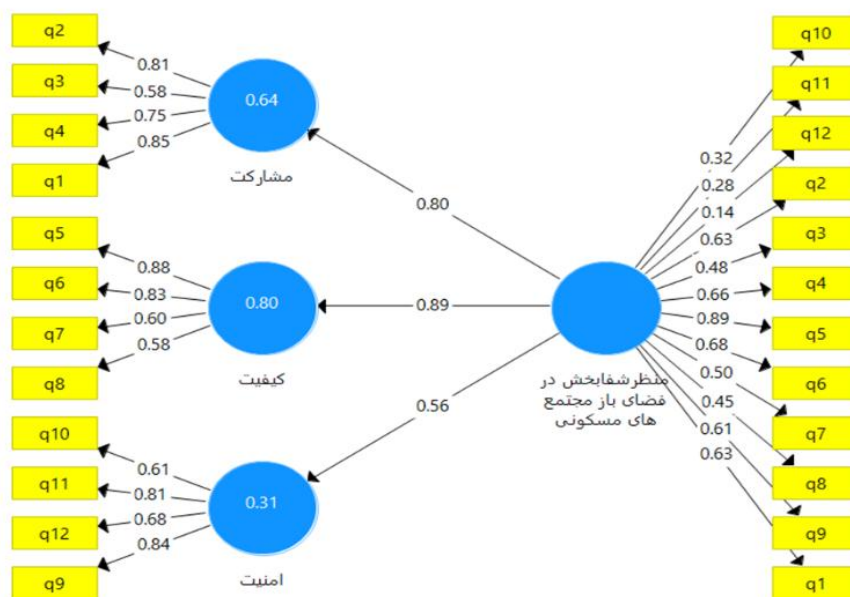 q2
q3
q4
q1
0.81
0.58
0.75
0.85
0.64
مشارکت
q5
q6
q7
q8
0.88
0.83
0.60
0.58
0.80
کیفیت
q10
q11
q12
q9
0.61
0.81
0.68
0.84
0.31
امنیت
0.80
0.89
0.56
منظرشفابخش در
فضای باز مجتمع
های مسکونی
0.32
0.28
0.14
0.63
0.48
0.66
0.89
0.68
0.50
0.45
0.61
0.63
q10
q11
q12
q2
q3
q4
q5
q6
q7
q8
q9
q1